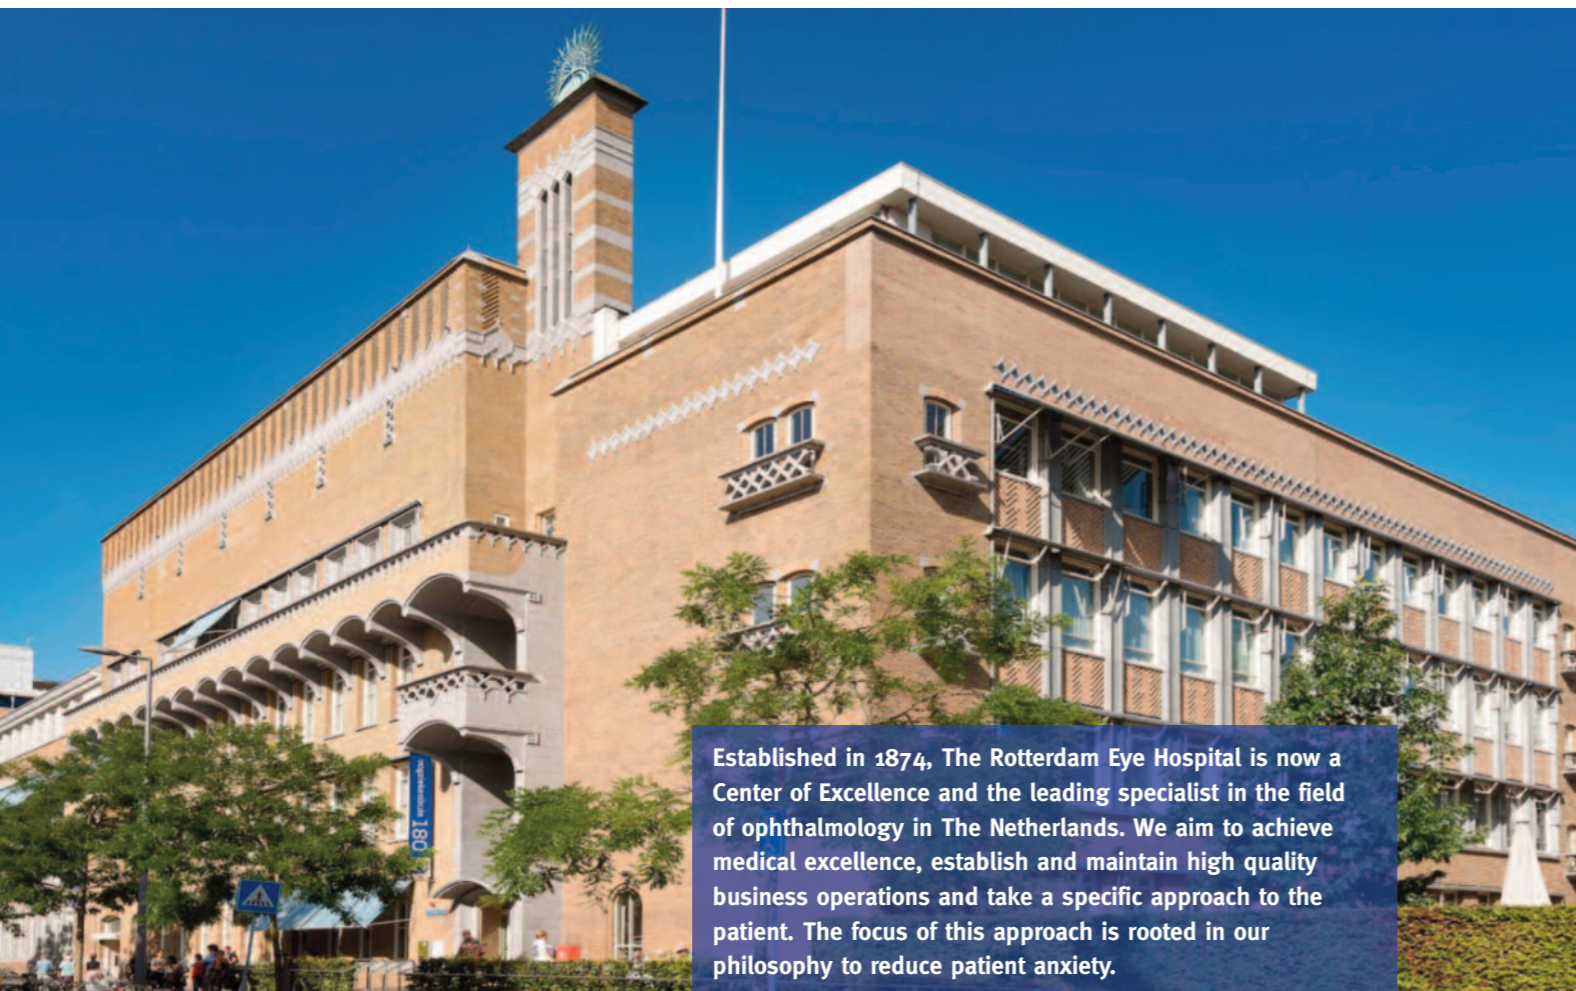 180
Established in 1874, The Rotterdam Eye Hospital is now a
Center of Excellence and the leading specialist in the field
of ophthalmology in The Netherlands. We aim to achieve
medical excellence, establish and maintain high quality
business operations and take a specific approach to the
patient. The focus of this approach is rooted in our
philosophy to reduce patient anxiety.